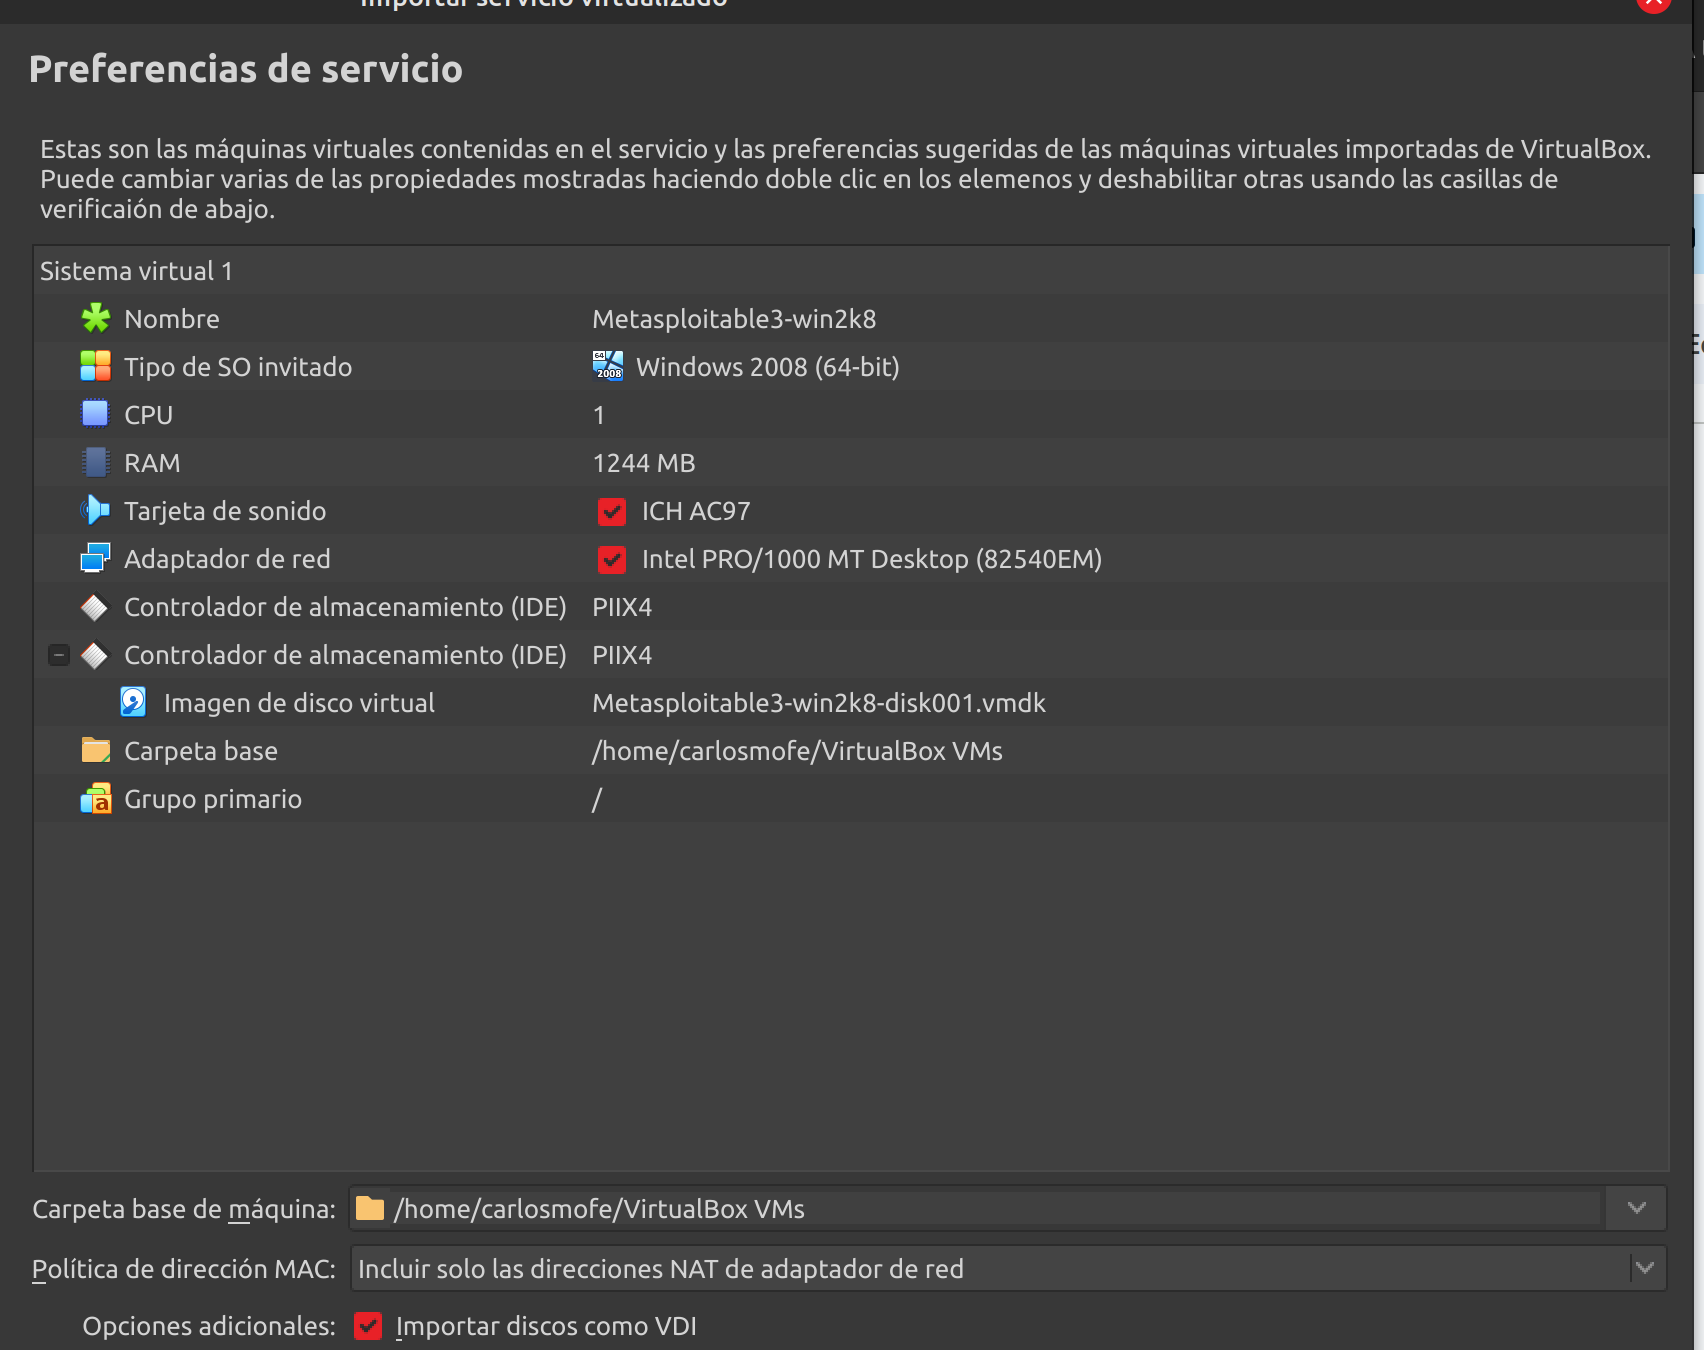 Importar servicio virtualizado
Preferencias de servicio
Estas son las máquinas virtuales contenidas en el servicio y las preferencias sugeridas de las máquinas virtuales importadas de VirtualBox.
Puede cambiar varias de las propiedades mostradas haciendo doble clic en los elemenos y deshabilitar otras usando las casillas de
verificaión de abajo.
Sistema virtual 1
Nombre Metasploitable3-win2k8
Tipo de SO invitado 64 2008 Windows 2008 (64-bit)
CPU 1
RAM 1244 MB
Tarjeta de sonido ICH AC97
Adaptador de red Intel PRO/1000 MT Desktop (82540EM)
Controlador de almacenamiento (IDE) PIIX4
Controlador de almacenamiento (IDE) PIIX4
Imagen de disco virtual Metasploitable3-win2k8-disk001.vmdk
Carpeta base /home/carlosmofe/VirtualBox VMs
Grupo primario /
Carpeta base de máquina: /home/carlosmofe/VirtualBox VMs
Política de dirección MAC: Incluir solo las direcciones NAT de adaptador de red
Opciones adicionales: Importar discos como VDI